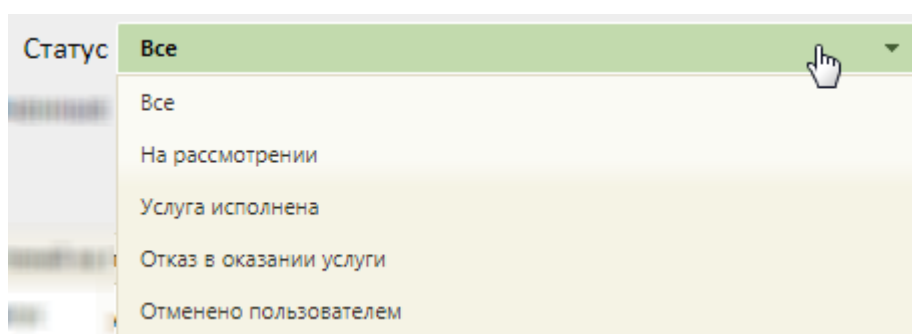 Статус Все
Все
На рассмотрении
Услуга исполнена
Отказ в оказании услуги
Отменено пользователем